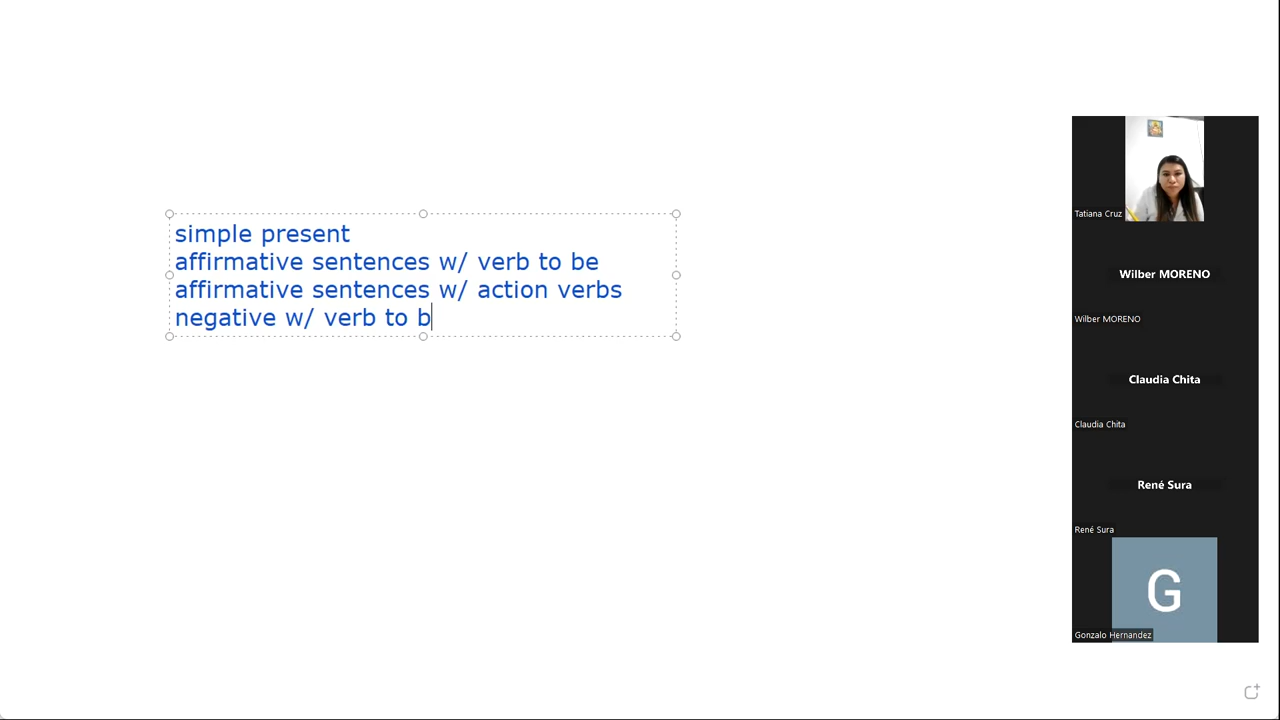 simple present
affirmative sentences w/ verb to be
affirmative sentences w/ action verbs
negative w/ verb to b
Tatiana Cruz
Wilber MORENO
Wilber MORENO
Claudia Chita
Claudia Chita
René Sura
René Sura
G
Gonzalo Hernandez